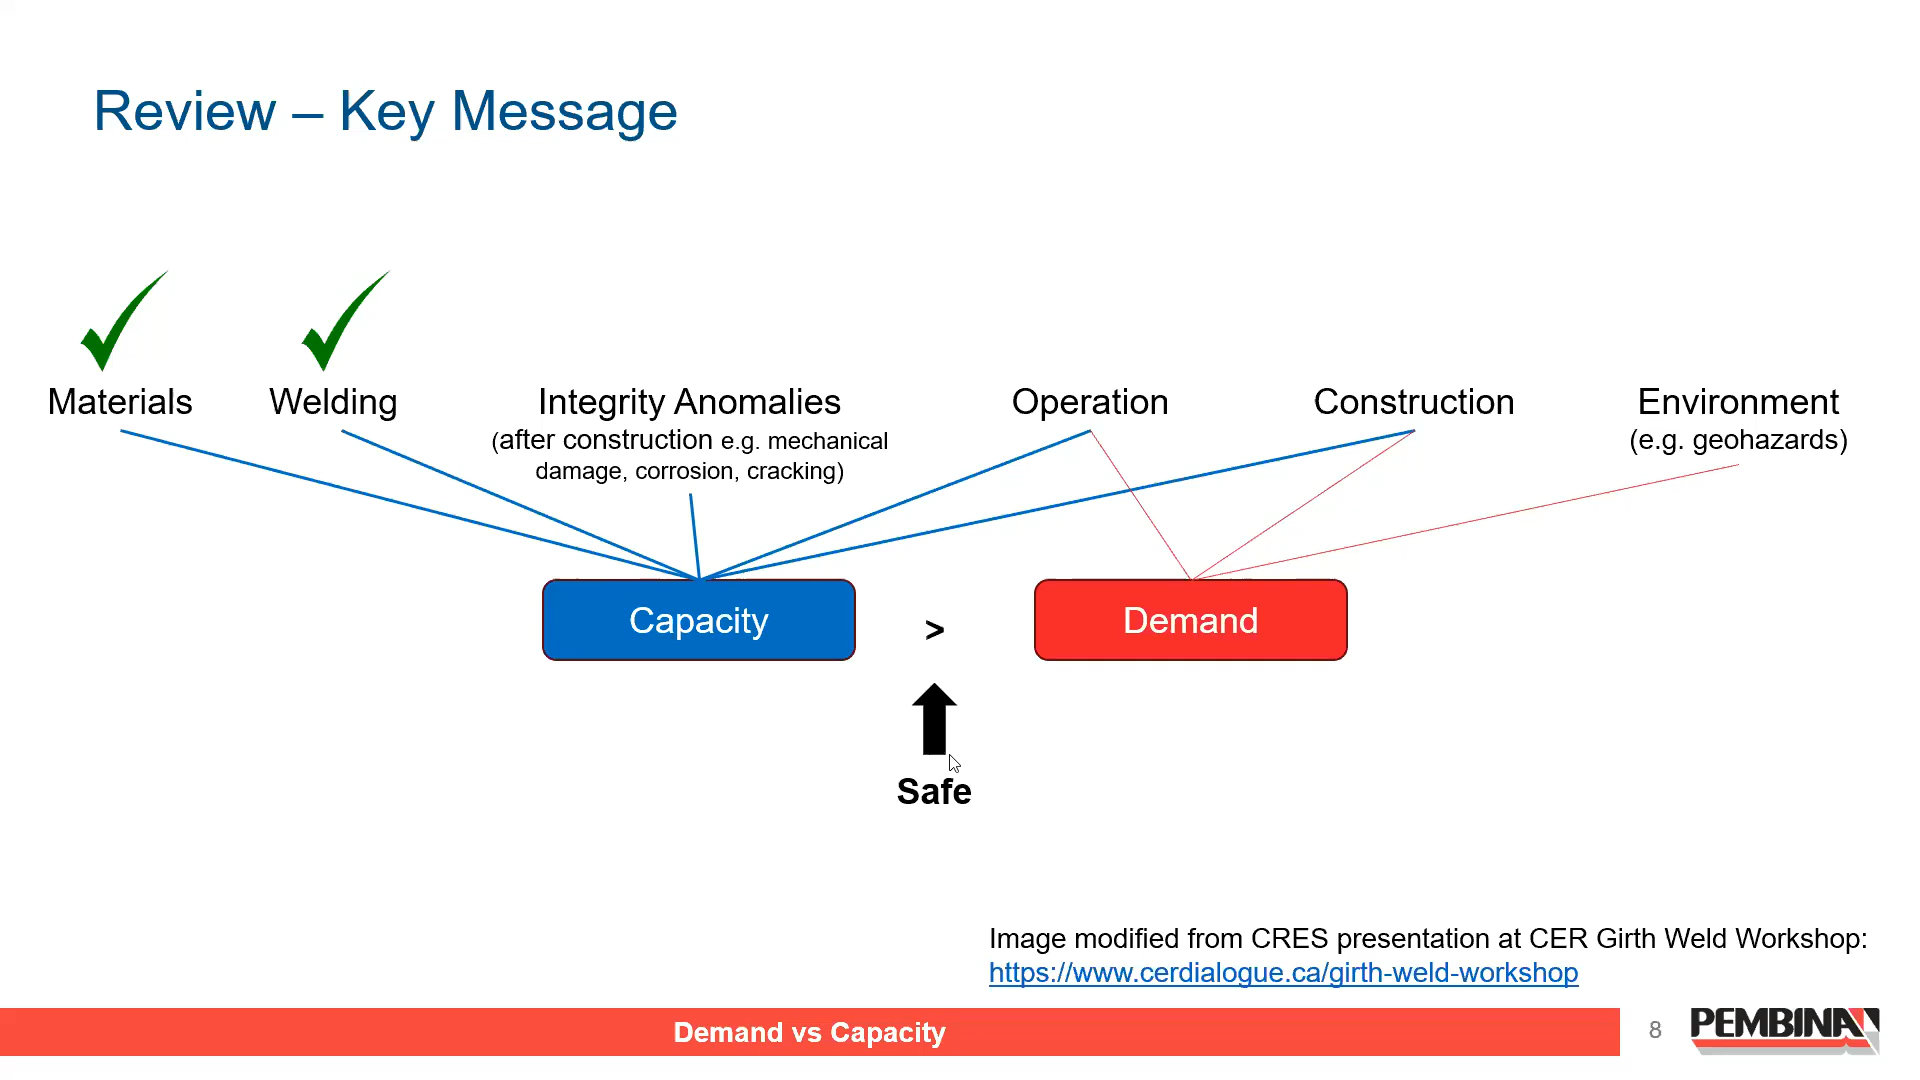 Review – Key Message
Materials
Welding
Integrity Anomalies
(after construction e.g. mechanical
damage, corrosion, cracking)
Operation
Construction
Environment
(e.g. geohazards)
Capacity
>
Demand
Safe
Image modified from CRES presentation at CER Girth Weld Workshop:
https://www.cerdialogue.ca/girth-weld-workshop
Demand vs Capacity
8
PEMBINA